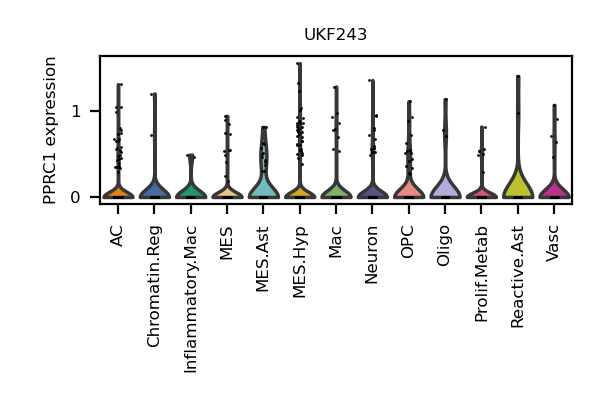 UKF243
PPRC1 expression
1
0
AC
Chromatin.Reg
Inflammatory.Mac
MES
MES.Ast
MES.Hyp
Mac
Neuron
OPC
Oligo
Prolif.Metab
Reactive.Ast
Vasc